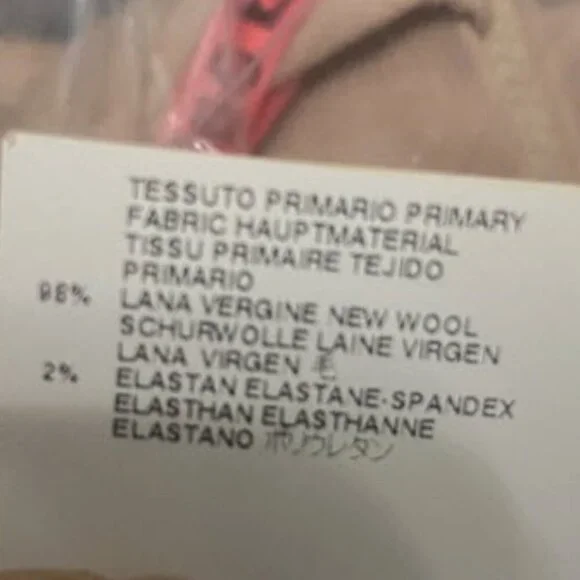 TESSUTO PRIMARIO PRIMARY
FABRIC HAUPTMATERIAL
TISSU PRIMAIRE TEJIDO
PRIMARIO
98% LANA VERGINE NEW WOOL
SCHURWOLLE LAINE VIRGEN
LANA VIRGEN 毛
2% ELASTAN ELASTANE-SPANDEX
ELASTHAN ELASTHANNE
ELASTANO ポリウレタン